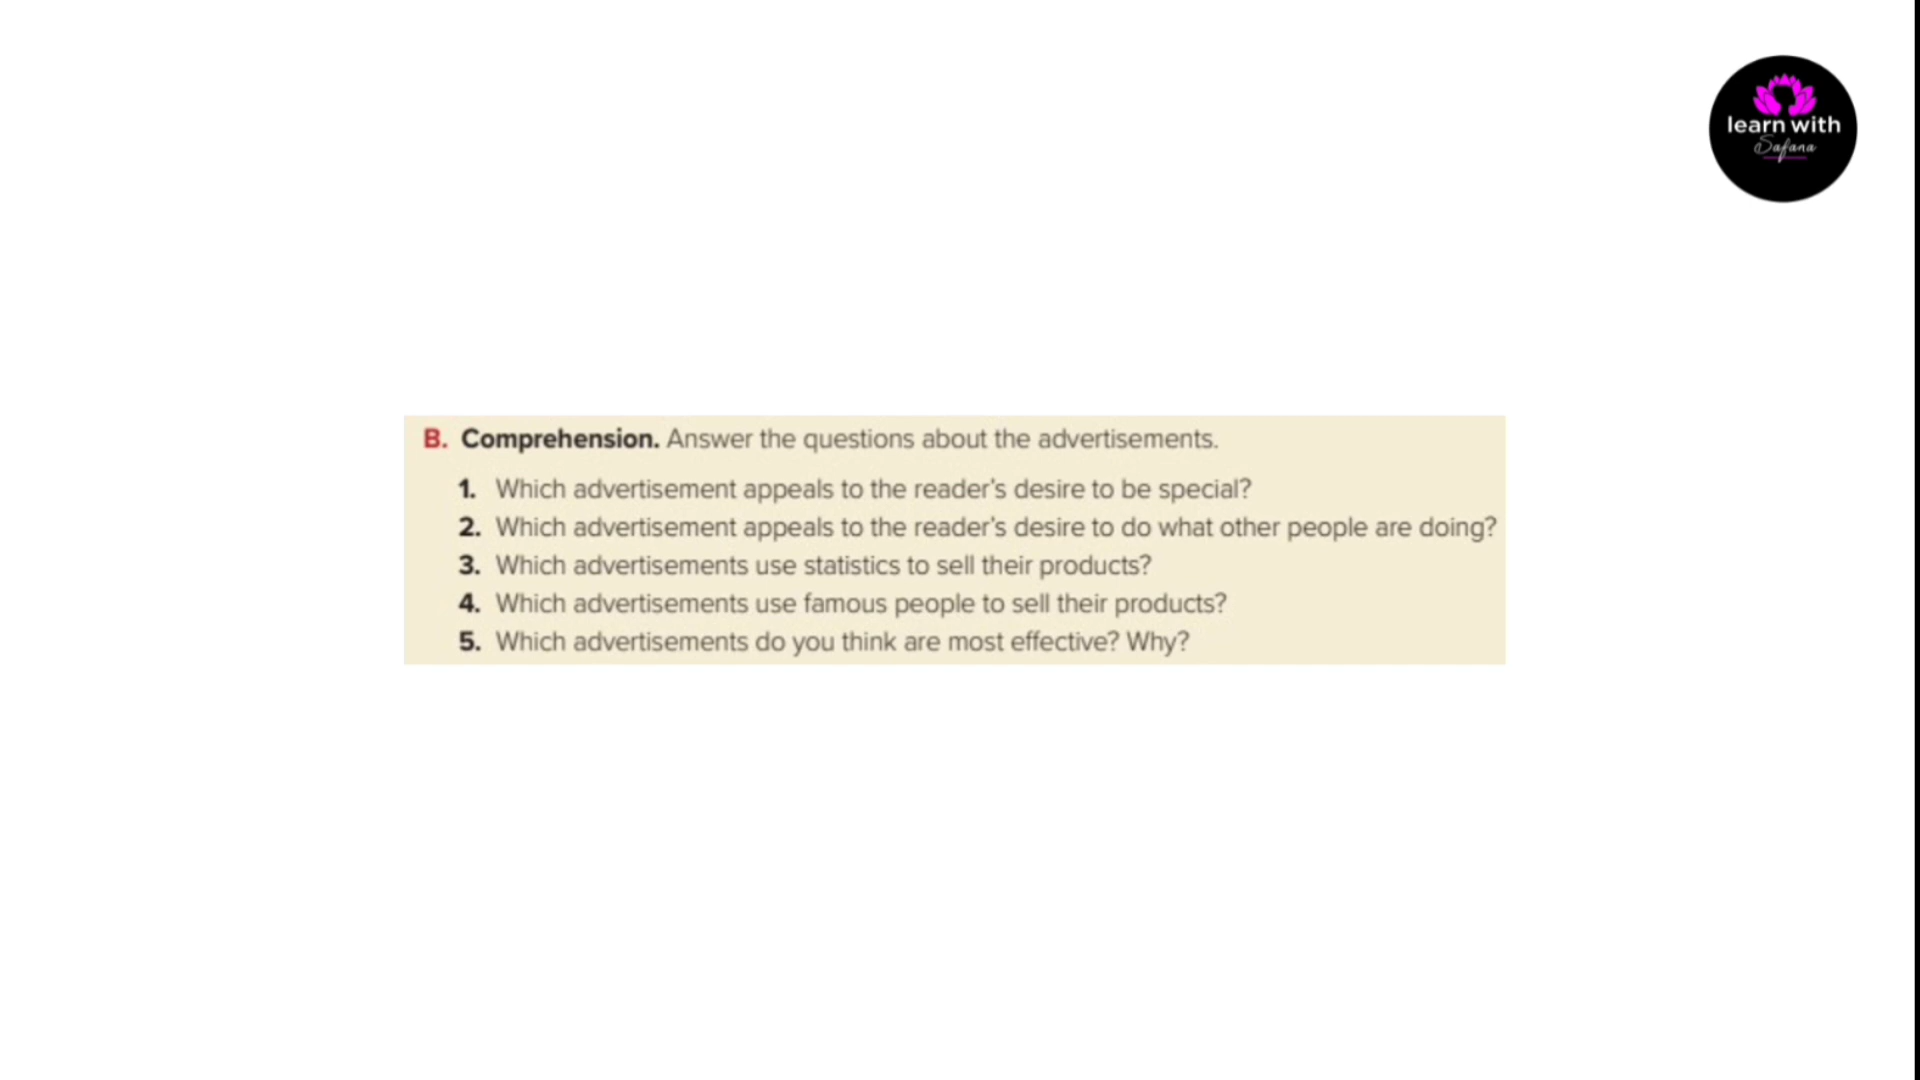 learn with
Safana
B. Comprehension. Answer the questions about the advertisements.
1. Which advertisement appeals to the reader's desire to be special?
2. Which advertisement appeals to the reader's desire to do what other people are doing?
3. Which advertisements use statistics to sell their products?
4. Which advertisements use famous people to sell their products?
5. Which advertisements do you think are most effective? Why?